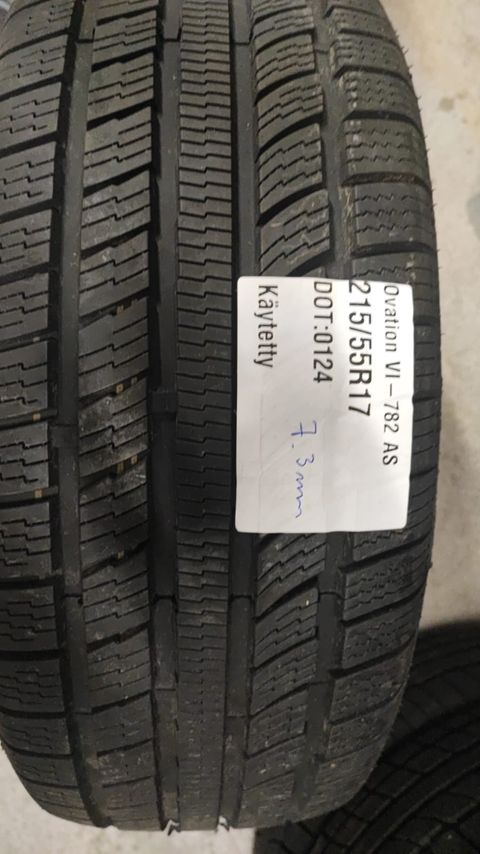 Ovation VI-782 AS
215/55R17
DOT:0124
Käytetty
7.3mm